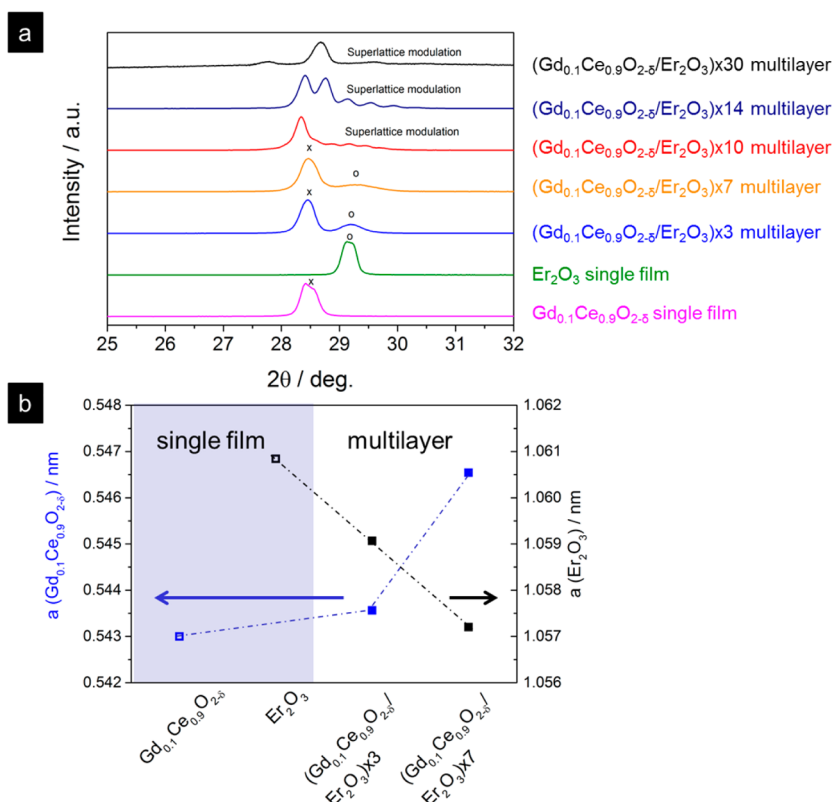 a
Superlattice modulation
(Gd0.1Ce0.9O2-δ/Er2O3)x30 multilayer
Superlattice modulation
(Gd0.1Ce0.9O2-δ/Er2O3)x14 multilayer
Superlattice modulation
(Gd0.1Ce0.9O2-δ/Er2O3)x10 multilayer
x
o
(Gd0.1Ce0.9O2-δ/Er2O3)x7 multilayer
x
o
(Gd0.1Ce0.9O2-δ/Er2O3)x3 multilayer
o
Er2O3 single film
x
Gd0.1Ce0.9O2-δ single film
Intensity / a.u.
25 26 27 28 29 30 31 32
2θ / deg.
b
single film
multilayer
0.548
0.547
0.546
0.545
0.544
0.543
0.542
a (Gd0.1Ce0.9O2-δ) / nm
1.062
1.061
1.060
1.059
1.058
1.057
1.056
a (Er2O3) / nm
Gd0.1Ce0.9O2-δ
Er2O3
(Gd0.1Ce0.9O2-δ/
Er2O3)x3
(Gd0.1Ce0.9O2-δ/
Er2O3)x7